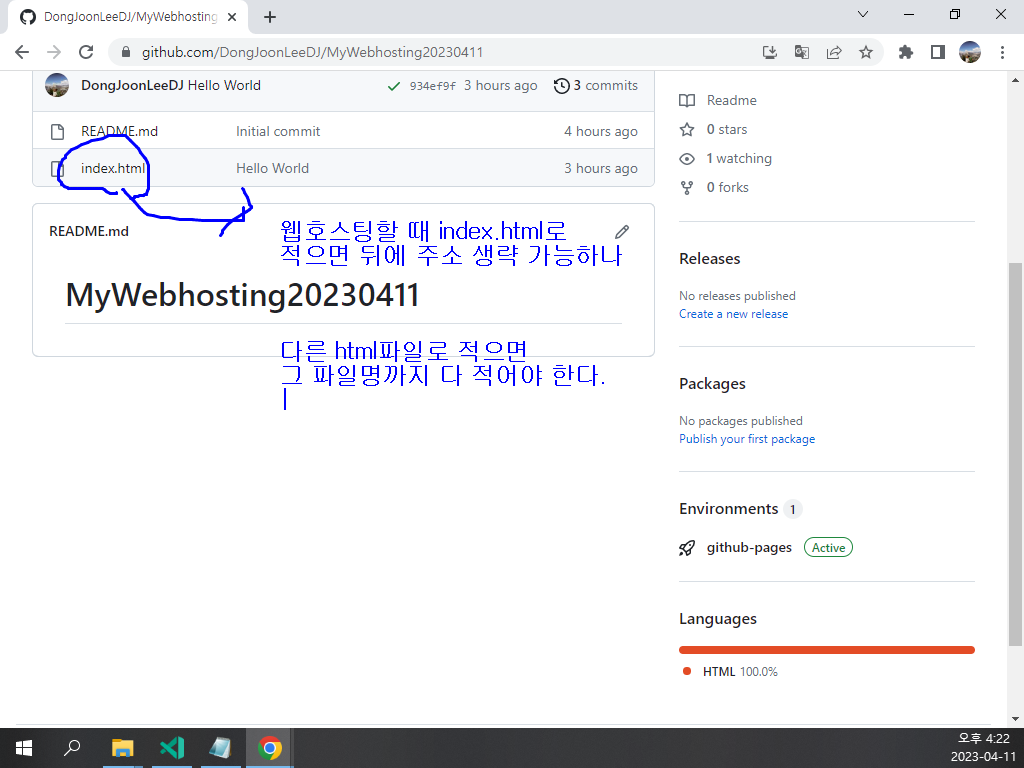 DongJoonLeeDJ/MyWebhosting
github.com/DongJoonLeeDJ/MyWebhosting20230411
DongJoonLeeDJ Hello World 934ef9f 3 hours ago 3 commits
README.md Initial commit 4 hours ago
index.html Hello World 3 hours ago
README.md
웹호스팅할 때 index.html로
적으면 뒤에 주소 생략 가능하나
MyWebhosting20230411
다른 html파일로 적으면
그 파일명까지 다 적어야 한다.
Readme
0 stars
1 watching
0 forks
Releases
No releases published
Create a new release
Packages
No packages published
Publish your first package
Environments 1
github-pages Active
Languages
HTML 100.0%
오후 4:22
2023-04-11